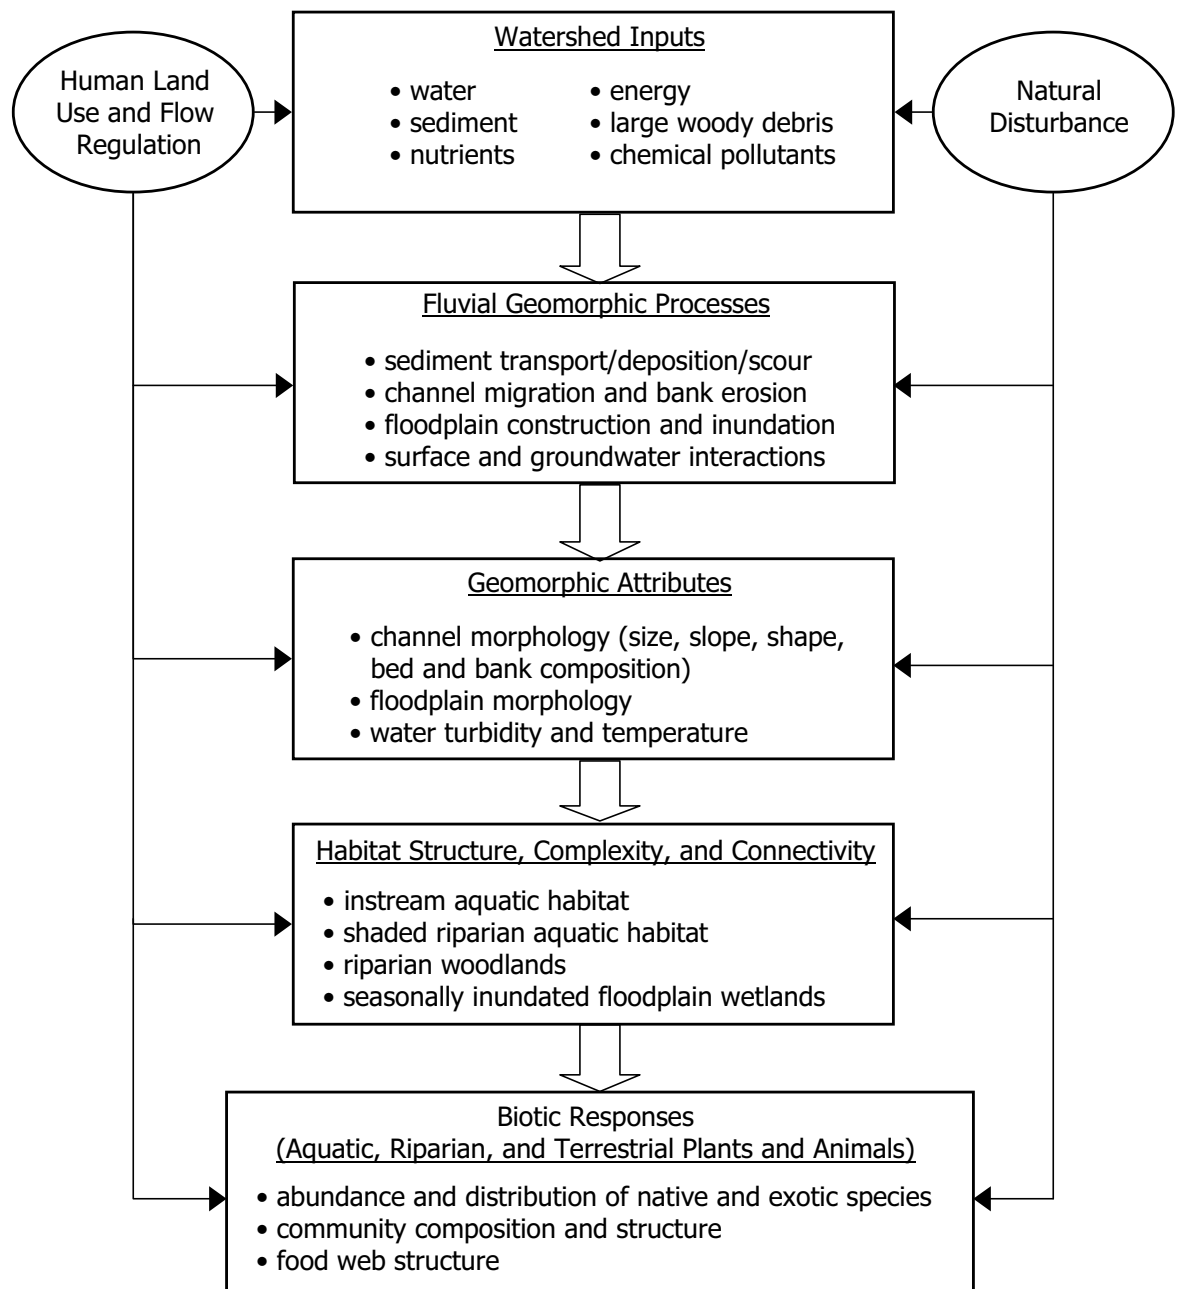 Human Land
Use and Flow
Regulation
Watershed Inputs
• water
• sediment
• nutrients
• energy
• large woody debris
• chemical pollutants
Natural
Disturbance
Fluvial Geomorphic Processes
• sediment transport/deposition/scour
• channel migration and bank erosion
• floodplain construction and inundation
• surface and groundwater interactions
Geomorphic Attributes
• channel morphology (size, slope, shape,
bed and bank composition)
• floodplain morphology
• water turbidity and temperature
Habitat Structure, Complexity, and Connectivity
• instream aquatic habitat
• shaded riparian aquatic habitat
• riparian woodlands
• seasonally inundated floodplain wetlands
Biotic Responses
(Aquatic, Riparian, and Terrestrial Plants and Animals)
• abundance and distribution of native and exotic species
• community composition and structure
• food web structure